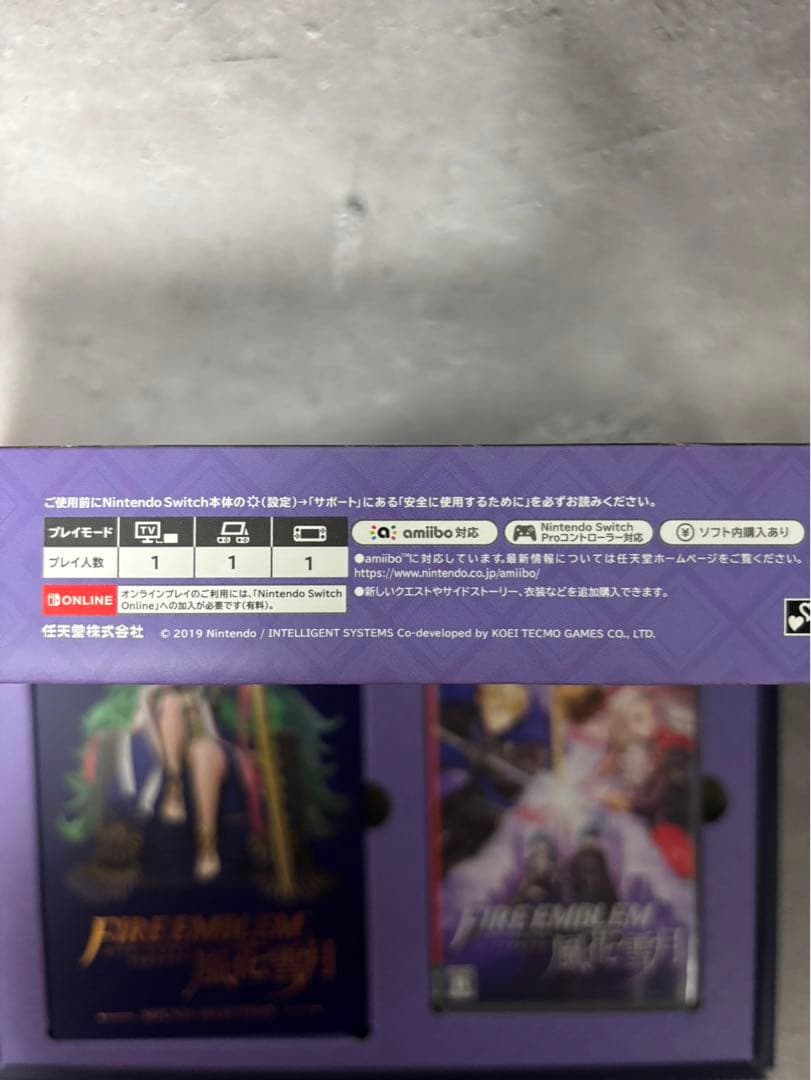 ご使用前にNintendo Switch本体の(設定)→「サポート」にある「安全に使用するために」を必ずお読みください。
プレイモード TV
プレイ人数 1 1 1
amiibo 対応
Nintendo Switch
Proコントローラー対応
¥ ソフト内購入あり
●amiibo™に対応しています。最新情報については任天堂ホームページをご覧ください。
https://www.nintendo.co.jp/amiibo/
●新しいクエストやサイドストーリー、衣装などを追加購入できます。
ONLINE オンラインプレイのご利用には、「Nintendo Switch
Online」への加入が必要です(有料)。
任天堂株式会社 © 2019 Nintendo / INTELLIGENT SYSTEMS Co-developed by KOEI TECMO GAMES CO., LTD.
FIRE EMBLEM
風花雪月
FIRE EMBLEM
風花雪月